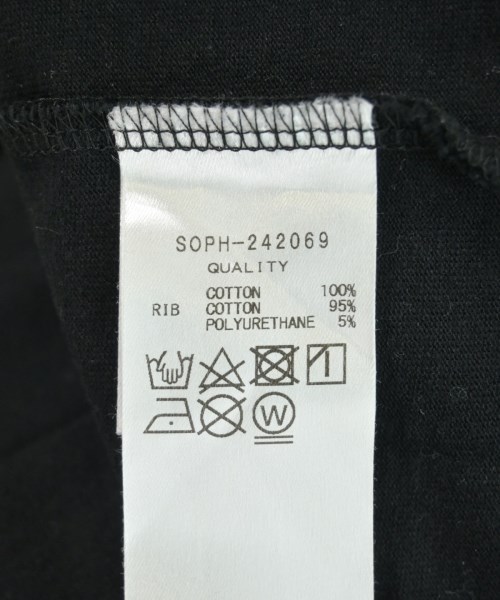 SOPH-242069
QUALITY
COTTON 100%
RIB COTTON 95%
POLYURETHANE 5%
W